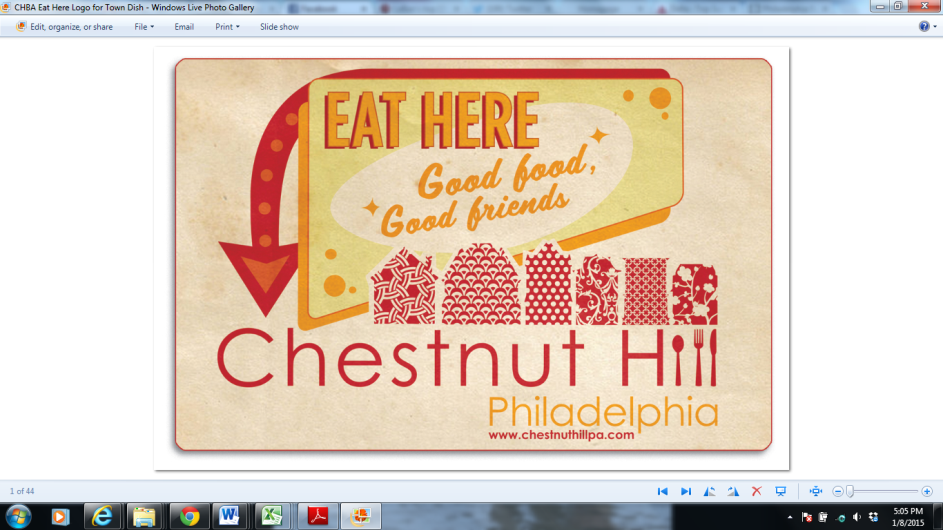 CHBA Eat Here Logo for Town Dish - Windows Live Photo Gallery
Edit, organize, or share File Email Print Slide show
EAT HERE
Good food,
Good friends
Chestnut Hill
Philadelphia
www.chestnuthillpa.com
1 of 44
5:05 PM
1/8/2015